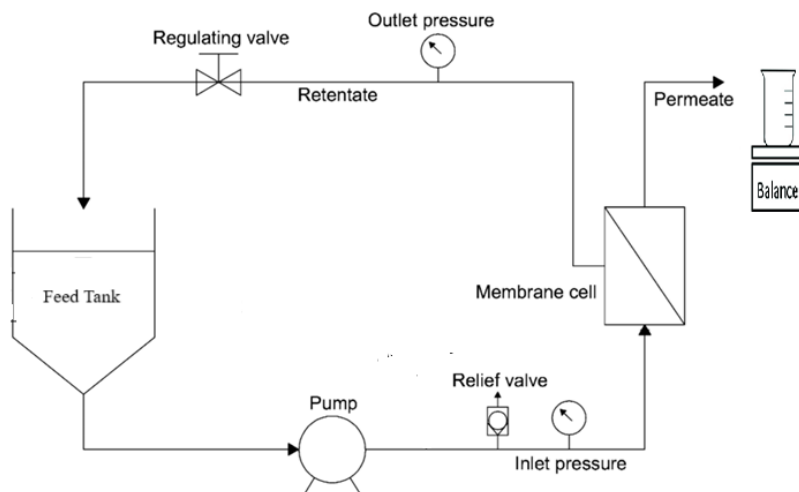 Outlet pressure
Regulating valve
Retentate
Permeate
Balance
Feed Tank
Membrane cell
Relief valve
Pump
Inlet pressure